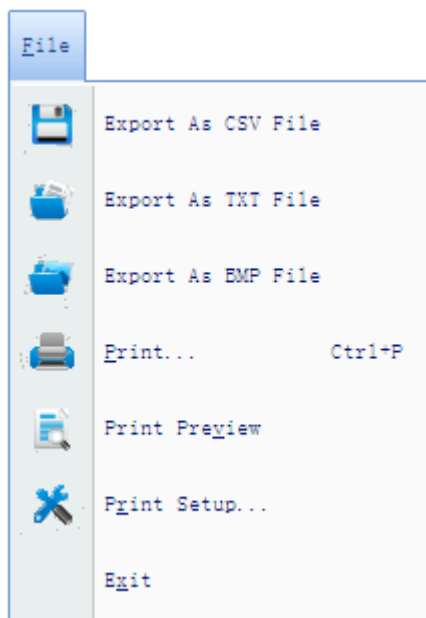 File
Export As CSV File
Export As TXT File
Export As BMP File
Print... Ctrl+P
Print Preview
Print Setup...
Exit